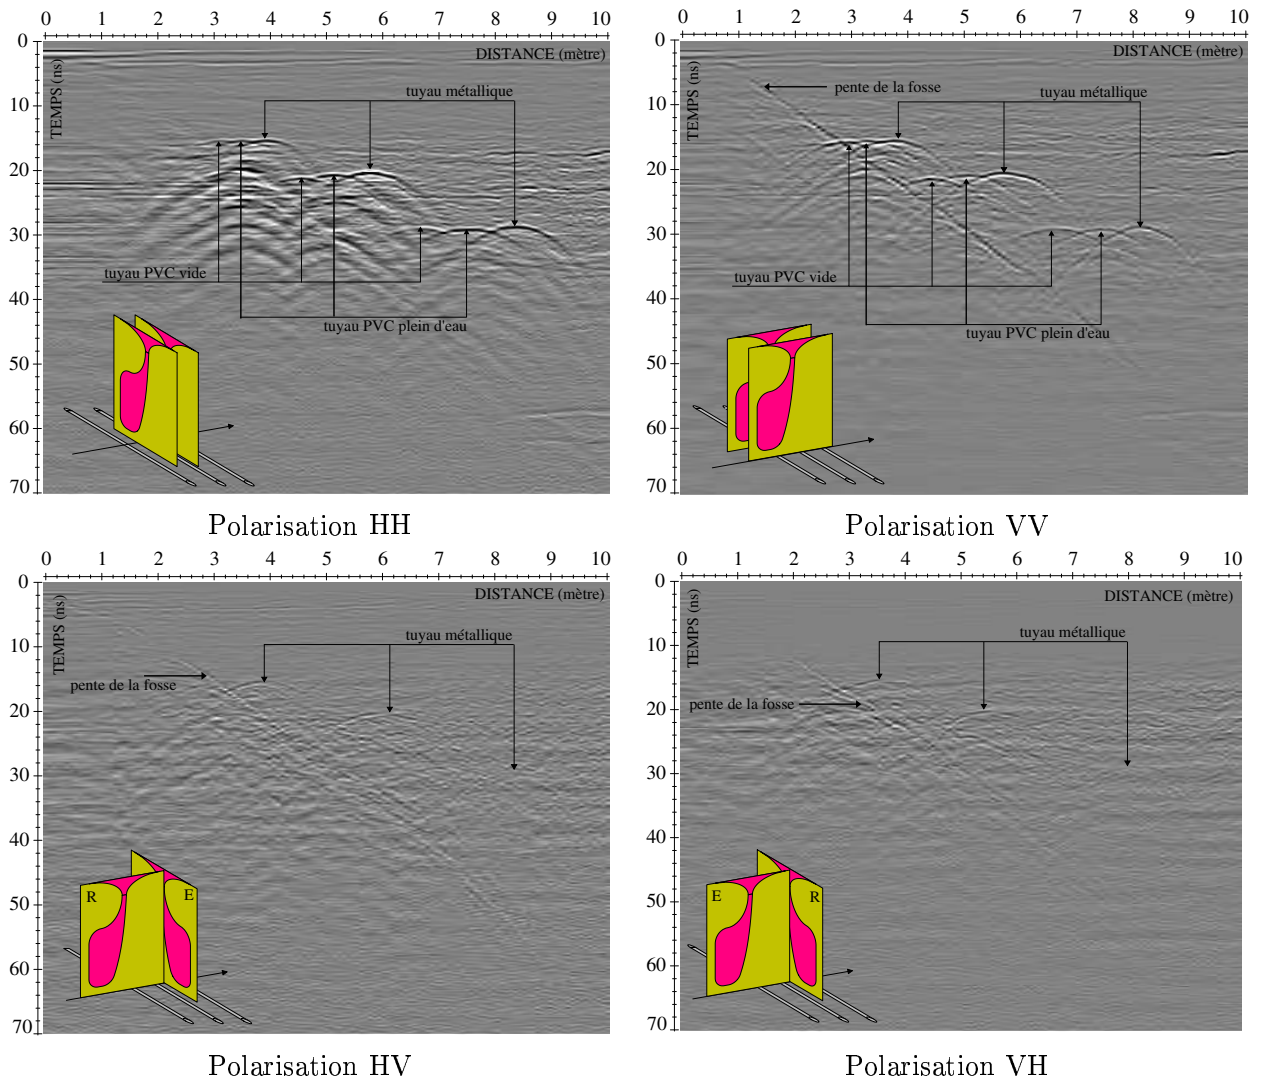 0 1 2 3 4 5 6 7 8 9 10
DISTANCE (mètre)
TEMPS (ns)
0
10
20
30
40
50
60
70
tuyau métallique
tuyau PVC vide
tuyau PVC plein d'eau
Polarisation HH
0 1 2 3 4 5 6 7 8 9 10
DISTANCE (mètre)
TEMPS (ns)
0
10
20
30
40
50
60
70
pente de la fosse
tuyau métallique
tuyau PVC vide
tuyau PVC plein d'eau
Polarisation VV
0 1 2 3 4 5 6 7 8 9 10
DISTANCE (mètre)
TEMPS (ns)
0
10
20
30
40
50
60
70
tuyau métallique
pente de la fosse
R E
Polarisation HV
0 1 2 3 4 5 6 7 8 9 10
DISTANCE (mètre)
TEMPS (ns)
0
10
20
30
40
50
60
70
tuyau métallique
pente de la fosse
E R
Polarisation VH